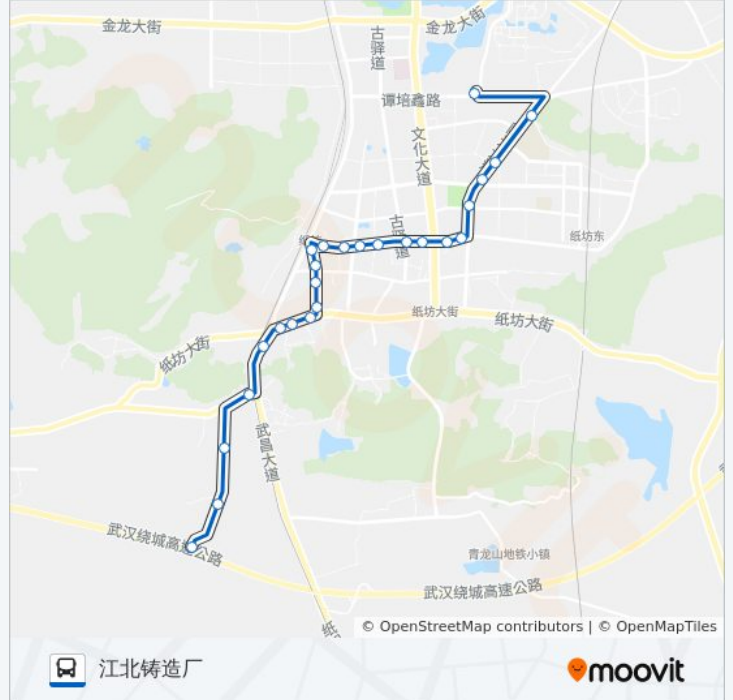 金龙大街
金龙大街
古驿道
谭培鑫路
文化大道
古驿道
纸坊东
纸坊大街
纸坊大街
纸坊大街
武昌大道
武汉绕城高速公路
青龙山地铁小镇
武汉绕城高速公路
纸
© OpenStreetMap contributors | © OpenMapTiles
江北铸造厂
moovit